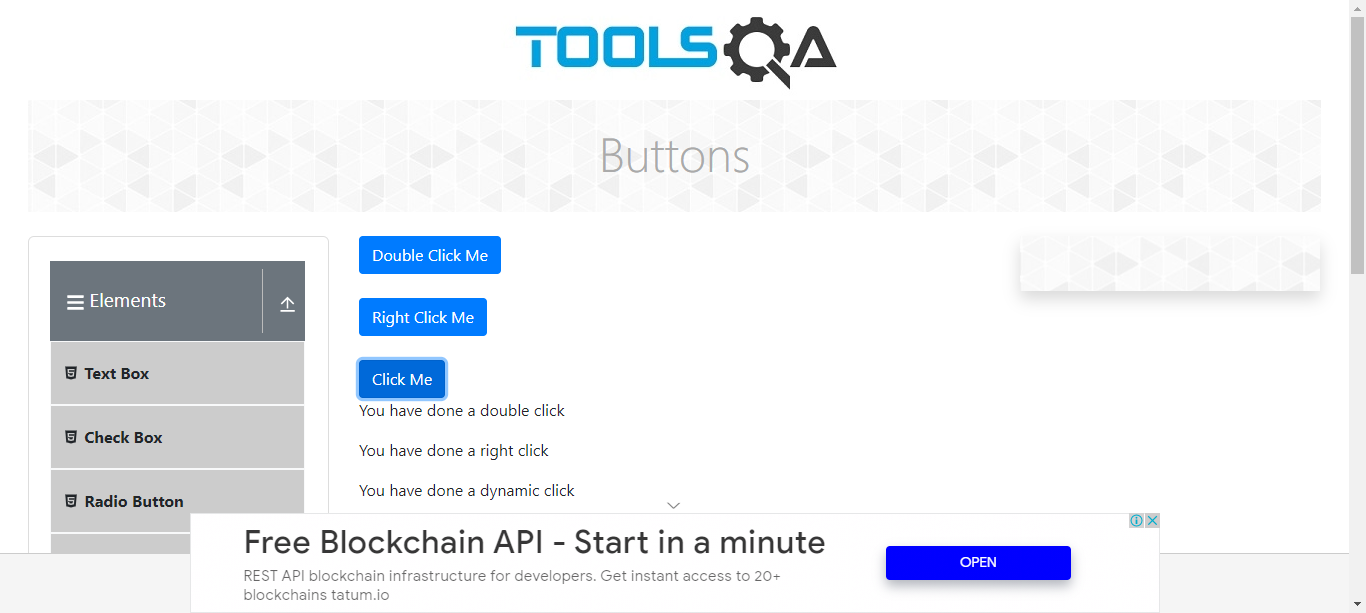 TOOLSQA
Buttons
Elements
Text Box
Check Box
Radio Button
Double Click Me
Right Click Me
Click Me
You have done a double click
You have done a right click
You have done a dynamic click
Free Blockchain API - Start in a minute
REST API blockchain infrastructure for developers. Get instant access to 20+
blockchains tatum.io
OPEN